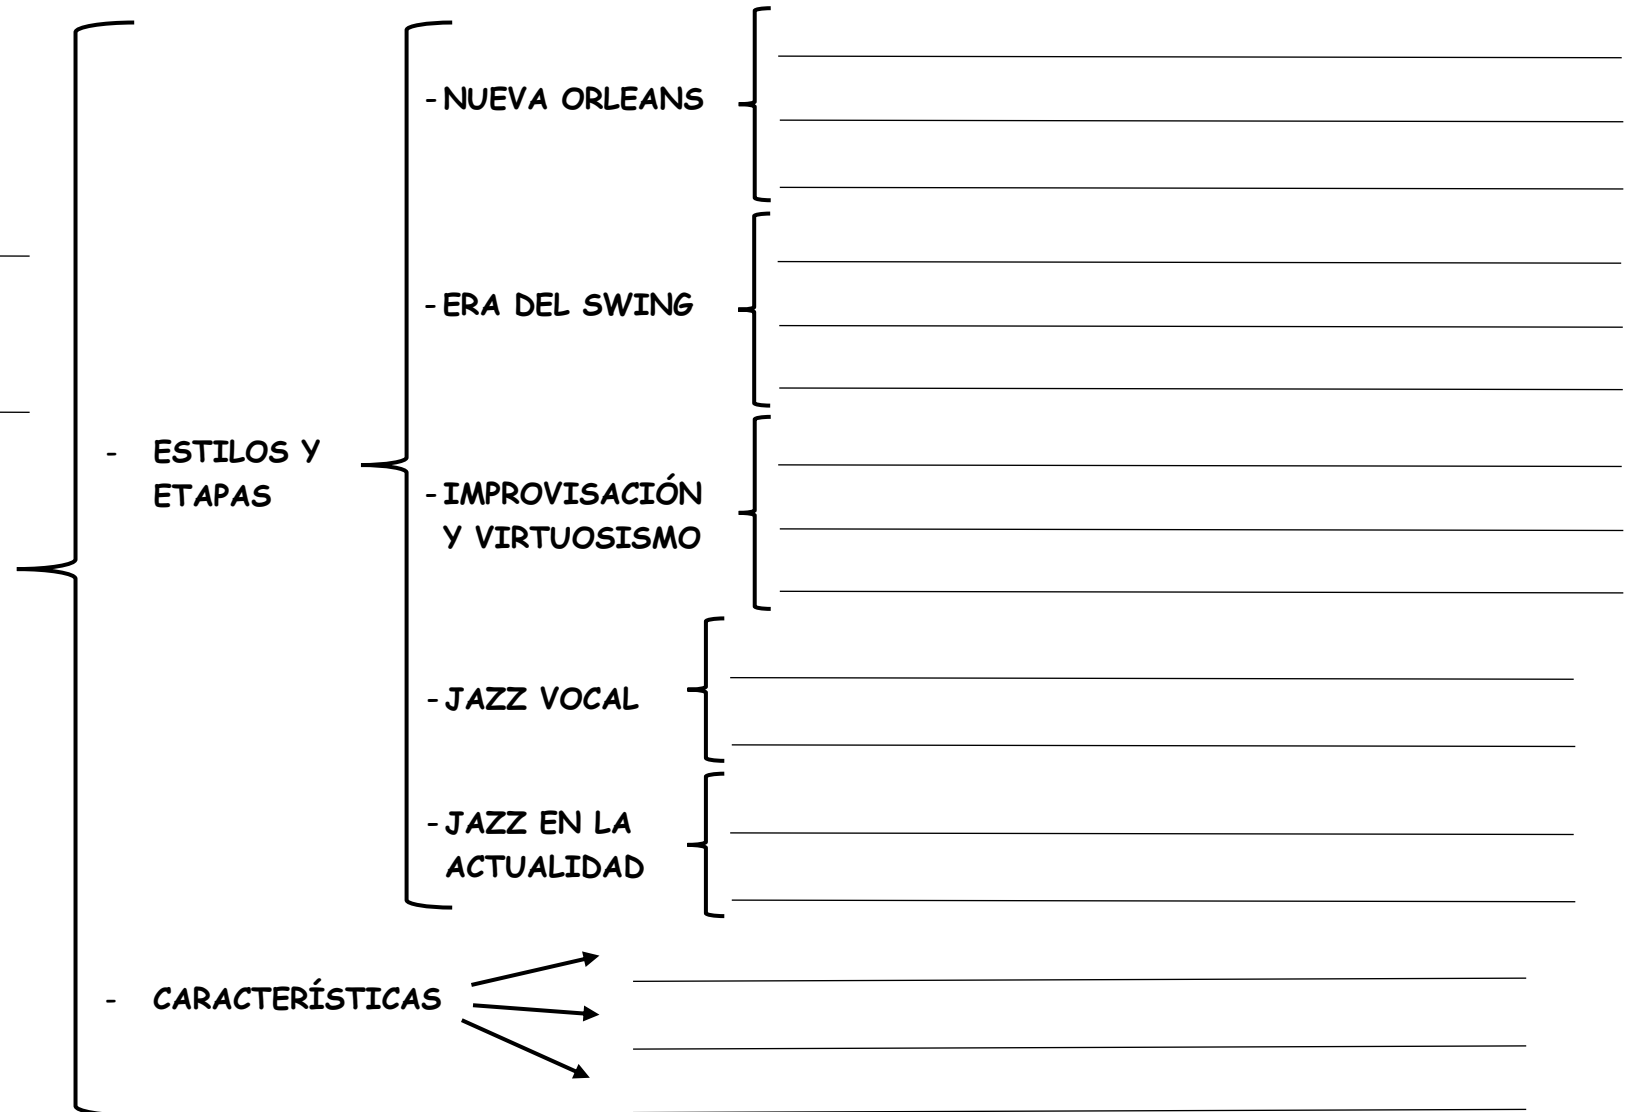 - NUEVA ORLEANS
- ERA DEL SWING
- ESTILOS Y
ETAPAS
- IMPROVISACIÓN
Y VIRTUOSISMO
- JAZZ VOCAL
- JAZZ EN LA
ACTUALIDAD
- CARACTERÍSTICAS